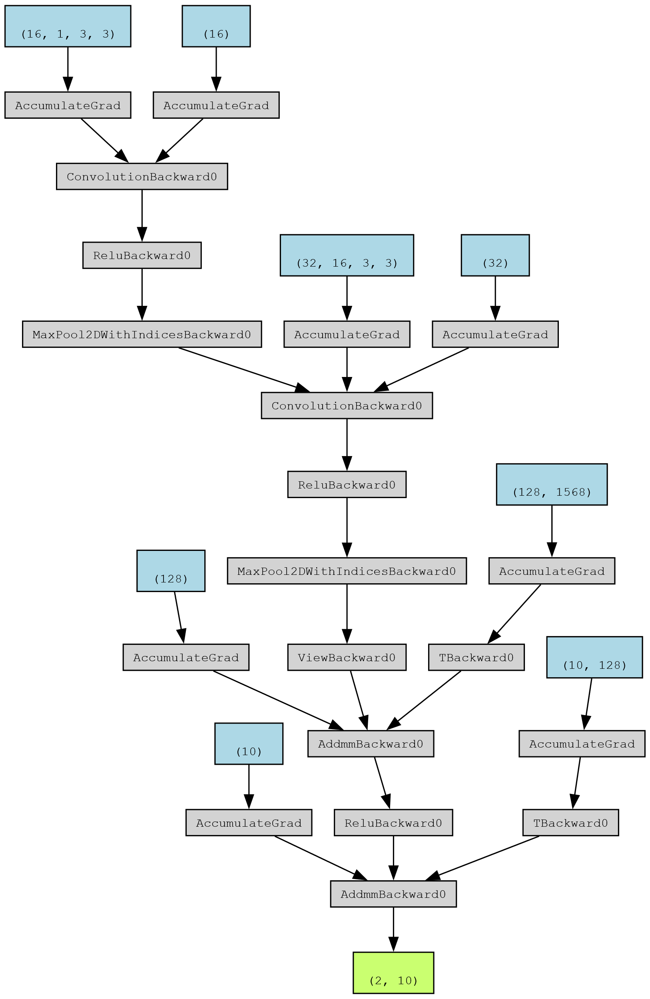 (16, 1, 3, 3)
(16)
AccumulateGrad
AccumulateGrad
ConvolutionBackward0
ReluBackward0
(32, 16, 3, 3)
(32)
MaxPool2DWithIndicesBackward0
AccumulateGrad
AccumulateGrad
ConvolutionBackward0
ReluBackward0
(128, 1568)
(128)
MaxPool2DWithIndicesBackward0
AccumulateGrad
AccumulateGrad
ViewBackward0
TBackward0
(10, 128)
(10)
AddmmBackward0
AccumulateGrad
AccumulateGrad
ReluBackward0
TBackward0
AddmmBackward0
(2, 10)